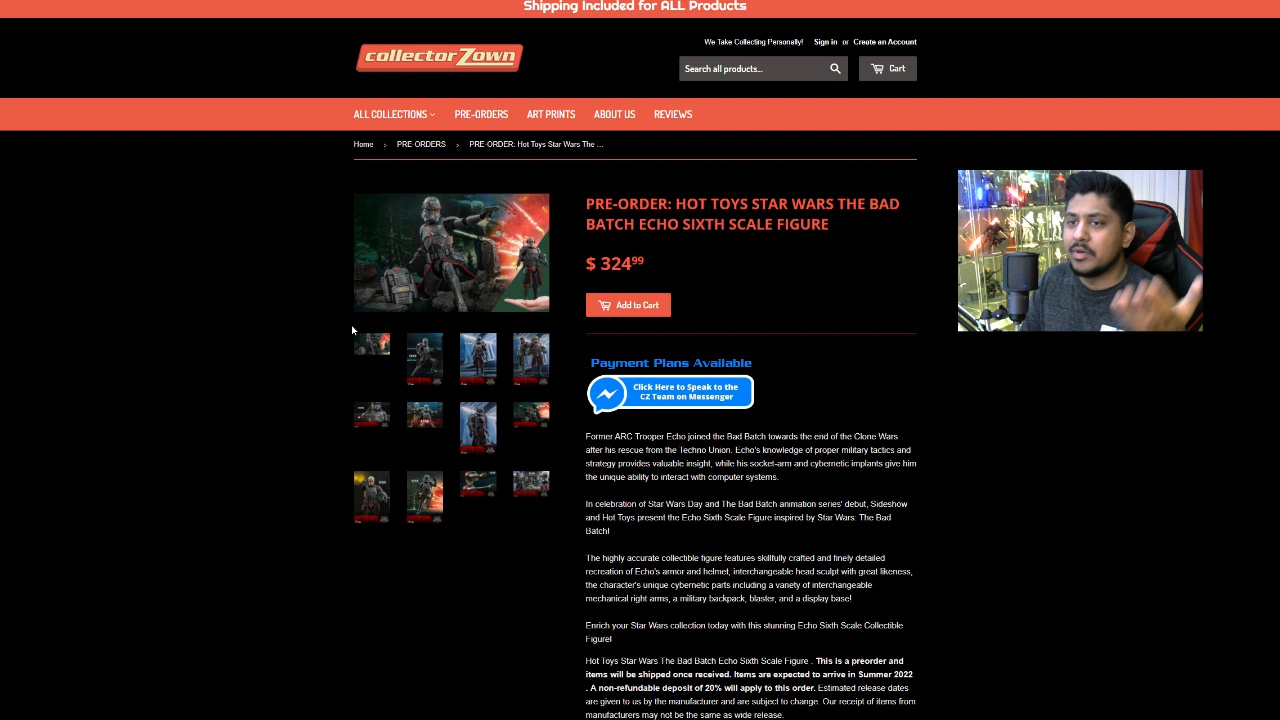 Shipping Included for ALL Products
collectorZown
We Take Collecting Personally! Sign in or Create an Account
Search all products...
Cart
ALL COLLECTIONS PRE-ORDERS ART PRINTS ABOUT US REVIEWS
Home › PRE-ORDERS › PRE-ORDER: Hot Toys Star Wars The ...
PRE-ORDER: HOT TOYS STAR WARS THE BAD
BATCH ECHO SIXTH SCALE FIGURE
$ 324.99
Add to Cart
Payment Plans Available
Click Here to Speak to the
CZ Team on Messenger
Former ARC Trooper Echo joined the Bad Batch towards the end of the Clone Wars
after his rescue from the Techno Union. Echo's knowledge of proper military tactics and
strategy provides valuable insight, while his socket-arm and cybernetic implants give him
the unique ability to interact with computer systems.
In celebration of Star Wars Day and The Bad Batch animation series' debut, Sideshow
and Hot Toys present the Echo Sixth Scale Figure inspired by Star Wars: The Bad
Batch!
The highly accurate collectible figure features skillfully crafted and finely detailed
recreation of Echo's armor and helmet, interchangeable head sculpt with great likeness,
the character's unique cybernetic parts including a variety of interchangeable
mechanical right arms, a military backpack, blaster, and a display base!
Enrich your Star Wars collection today with this stunning Echo Sixth Scale Collectible
Figure!
Hot Toys Star Wars The Bad Batch Echo Sixth Scale Figure . This is a preorder and
items will be shipped once received. Items are expected to arrive in Summer 2022
. A non-refundable deposit of 20% will apply to this order. Estimated release dates
are given to us by the manufacturer and are subject to change. Our receipt of items from
manufacturers may not be the same as wide release.